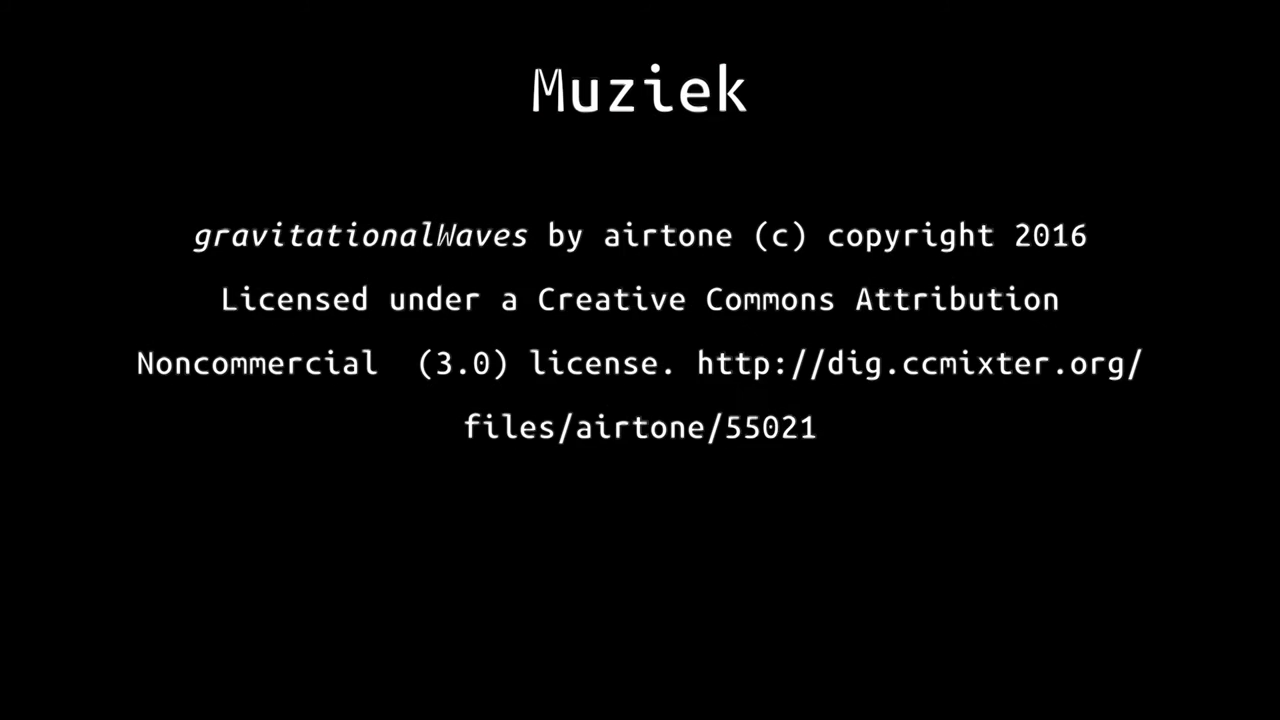 Muziek
gravitationalWaves by airtone (c) copyright 2016
Licensed under a Creative Commons Attribution
Noncommercial  (3.0) license. http://dig.ccmixter.org/
files/airtone/55021